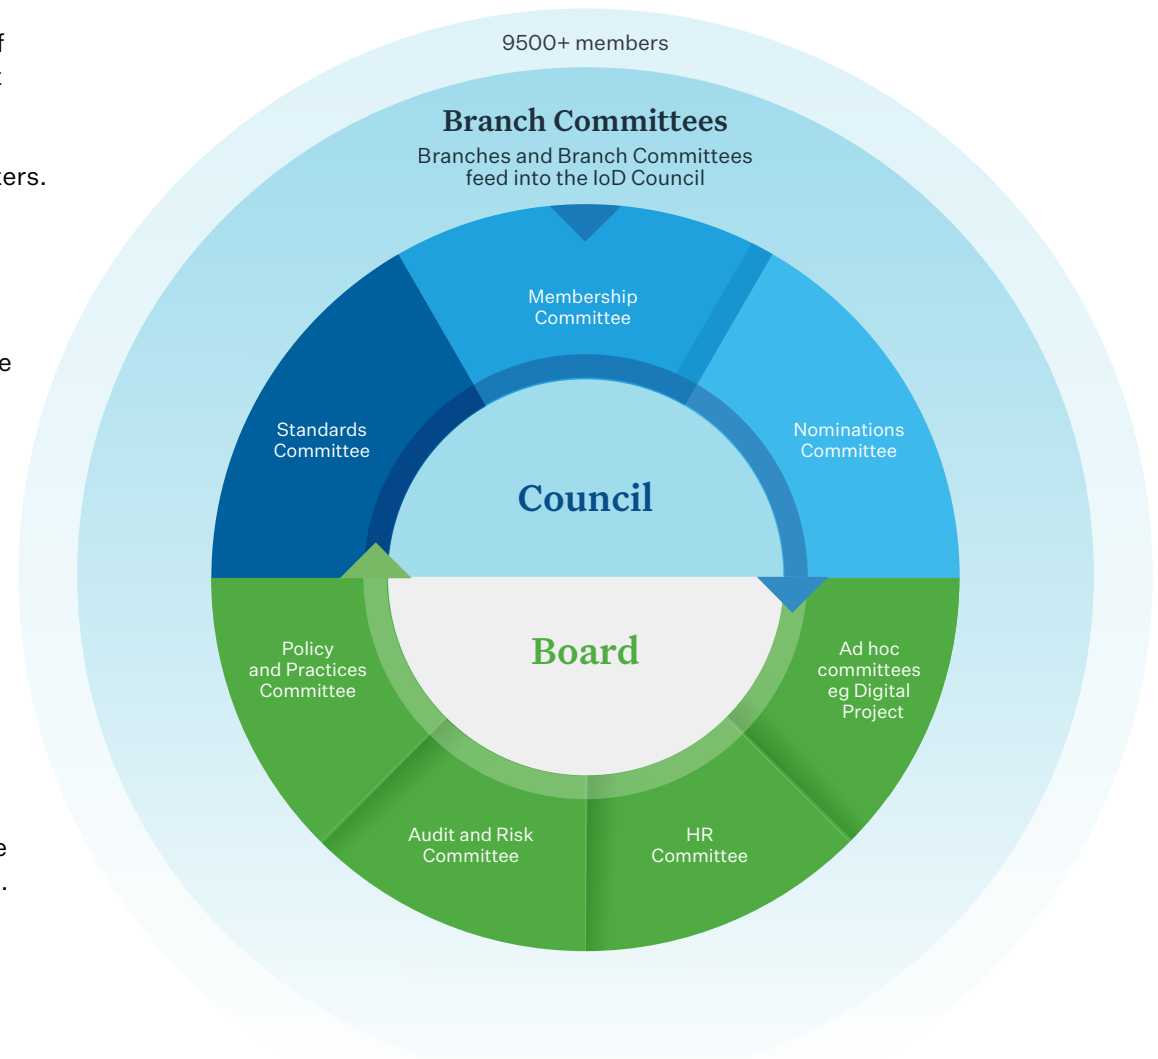 9500+ members
Branch Committees
Branches and Branch Committees
feed into the IoD Council
Membership
Committee
Standards
Committee
Nominations
Committee
Council
Board
Policy
and Practices
Committee
Ad hoc
committees
eg Digital
Project
Audit and Risk
Committee
HR
Committee